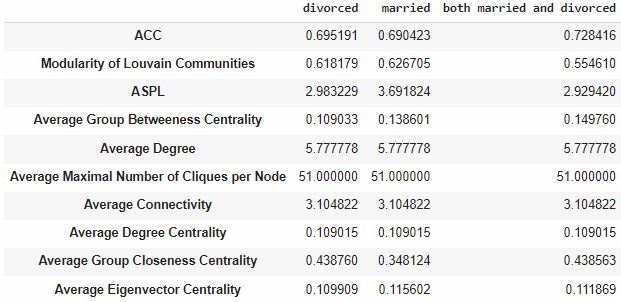 divorced married both married and divorced
ACC 0.695191 0.690423 0.728416
Modularity of Louvain Communities 0.618179 0.626705 0.554610
ASPL 2.983229 3.691824 2.929420
Average Group Betweeness Centrality 0.109033 0.138601 0.149760
Average Degree 5.777778 5.777778 5.777778
Average Maximal Number of Cliques per Node 51.000000 51.000000 51.000000
Average Connectivity 3.104822 3.104822 3.104822
Average Degree Centrality 0.109015 0.109015 0.109015
Average Group Closeness Centrality 0.438760 0.348124 0.438563
Average Eigenvector Centrality 0.109909 0.115602 0.111869